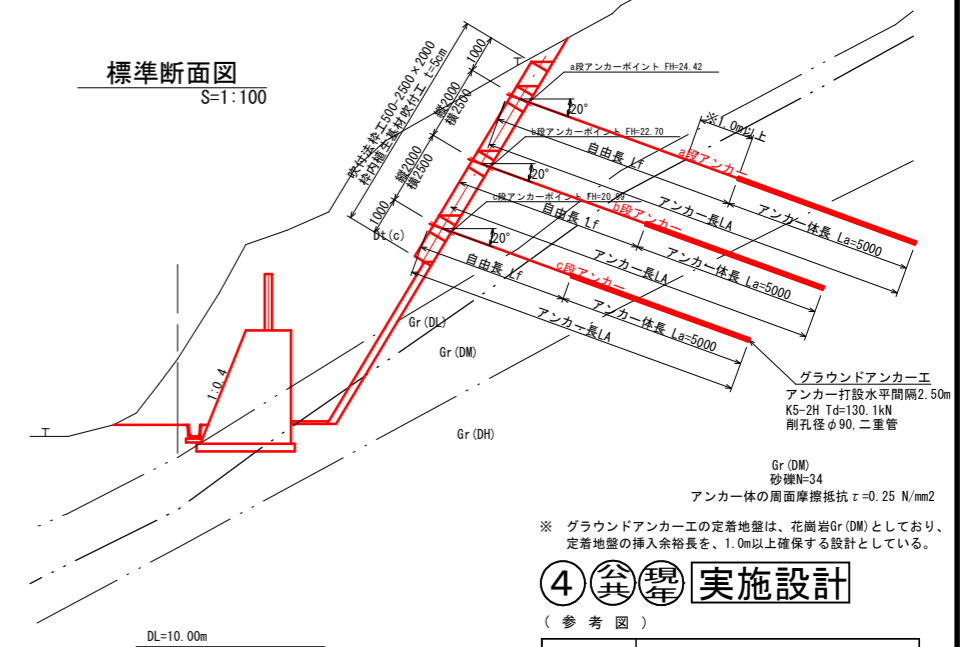 標準断面図
S=1:100
吹付法枠工500-2500×2000
枠内植生基材吹付工 t=5cm
1000
縦2000
横2500
縦2000
横2500
1000
a段アンカーポイント FH=24.42
20°
b段アンカーポイント FH=22.70
20°
c段アンカーポイント FH=20.99
20°
※1.0m以上
自由長 Lf
a段アンカー
アンカー長LA
アンカー体長 La=5000
自由長 Lf
b段アンカー
アンカー長LA
アンカー体長 La=5000
自由長 Lf
c段アンカー
アンカー長LA
アンカー体長 La=5000
Dt(c)
Gr(DL)
Gr(DM)
Gr(DH)
1:0.4
グラウンドアンカー工
アンカー打設水平間隔2.50m
K5-2H Td=130.1kN
削孔径φ90,二重管
Gr(DM)
砂礫N=34
アンカー体の周面摩擦抵抗τ=0.25 N/mm2
※ グラウンドアンカー工の定着地盤は、花崗岩Gr(DM)としており、
定着地盤の挿入余裕長を、1.0m以上確保する設計としている。
④ 公共 現年 実施設計
( 参 考 図 )
DL=10.00m